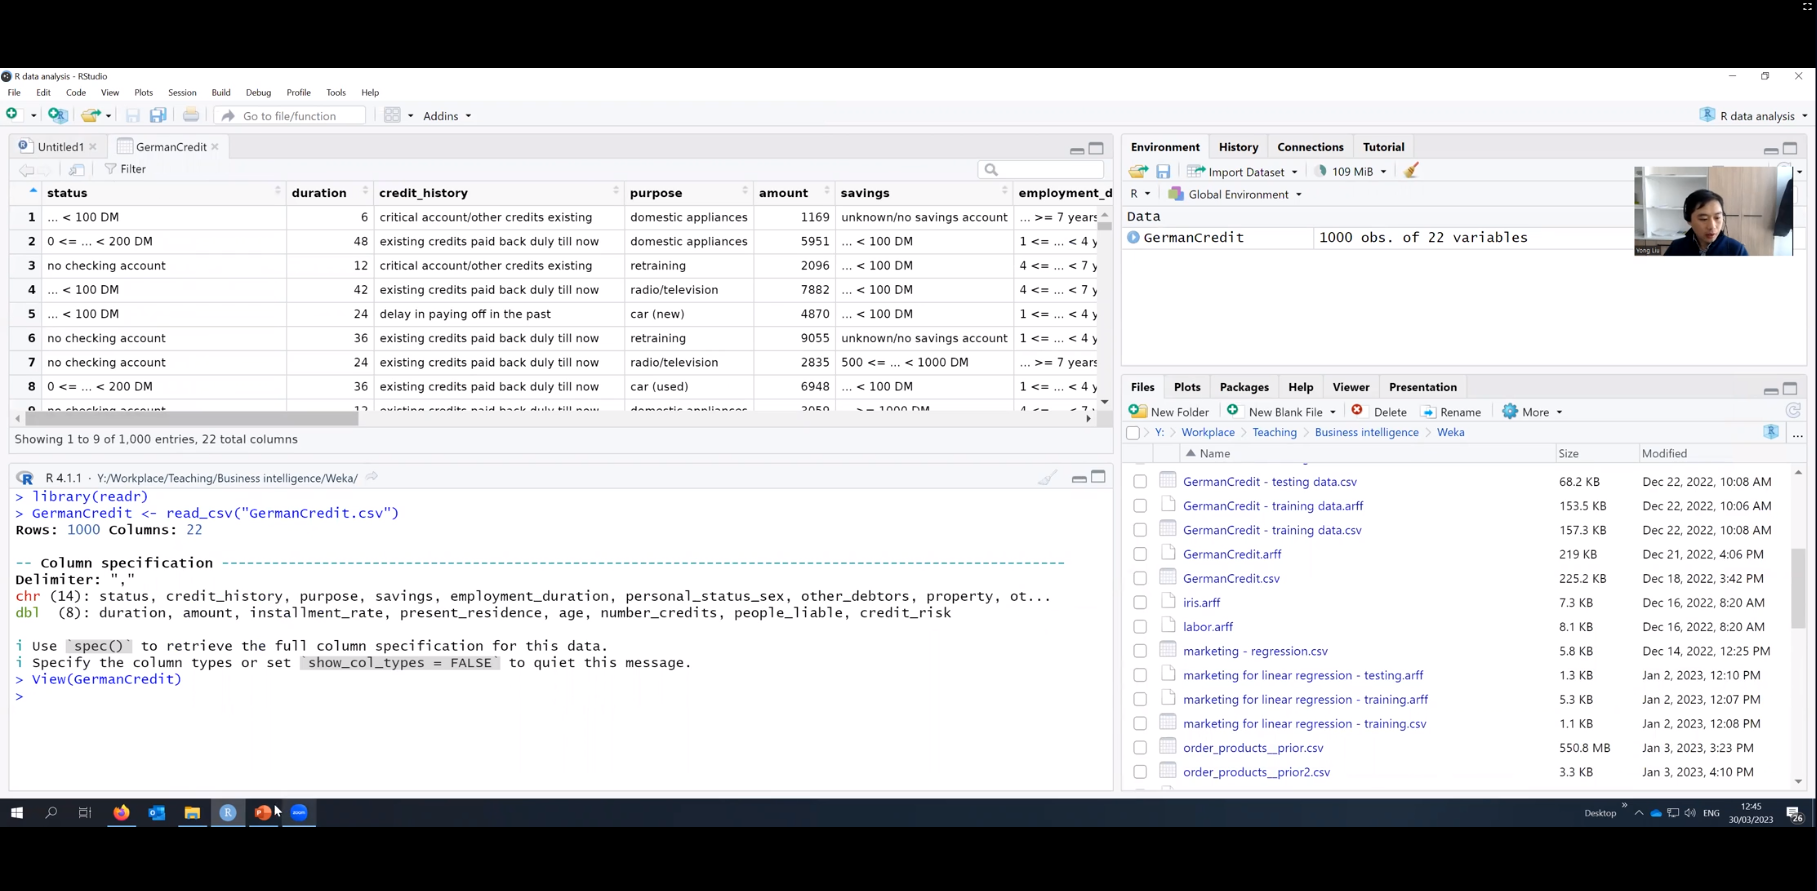 R data analysis - RStudio
File Edit Code View Plots Session Build Debug Profile Tools Help
Go to file/function Addins R data analysis
Untitled1 GermanCredit
Filter
status duration credit_history purpose amount savings employment_d
1 ... < 100 DM 6 critical account/other credits existing domestic appliances 1169 unknown/no savings account ... >= 7 years
2 0 <= ... < 200 DM 48 existing credits paid back duly till now domestic appliances 5951 ... < 100 DM 1 <= ... < 4 y
3 no checking account 12 critical account/other credits existing retraining 2096 ... < 100 DM 4 <= ... < 7 y
4 ... < 100 DM 42 existing credits paid back duly till now radio/television 7882 ... < 100 DM 4 <= ... < 7 y
5 ... < 100 DM 24 delay in paying off in the past car (new) 4870 ... < 100 DM 1 <= ... < 4 y
6 no checking account 36 existing credits paid back duly till now retraining 9055 unknown/no savings account 1 <= ... < 4 y
7 no checking account 24 existing credits paid back duly till now radio/television 2835 500 <= ... < 1000 DM ... >= 7 years
8 0 <= ... < 200 DM 36 existing credits paid back duly till now car (used) 6948 ... < 100 DM 1 <= ... < 4 y
9 no checking account 12 existing credits paid back duly till now domestic appliances 3059 ... >= 1000 DM 4 <= ... < 7 y
Showing 1 to 9 of 1,000 entries, 22 total columns
R 4.1.1 · Y:/Workplace/Teaching/Business intelligence/Weka/
> library(readr)
> GermanCredit <- read_csv("GermanCredit.csv")
Rows: 1000 Columns: 22
-- Column specification --------------------
Delimiter: ","
chr (14): status, credit_history, purpose, savings, employment_duration, personal_status_sex, other_debtors, property, ot...
dbl (8): duration, amount, installment_rate, present_residence, age, number_credits, people_liable, credit_risk
i Use `spec()` to retrieve the full column specification for this data.
i Specify the column types or set `show_col_types = FALSE` to quiet this message.
> View(GermanCredit)
>
Environment History Connections Tutorial
Import Dataset 109 MiB
R Global Environment
Data
GermanCredit 1000 obs. of 22 variables
Yong Liu
Files Plots Packages Help Viewer Presentation
New Folder New Blank File Delete Rename More
Y: Workplace Teaching Business intelligence Weka ...
Name Size Modified
GermanCredit - testing data.csv 68.2 KB Dec 22, 2022, 10:08 AM
GermanCredit - training data.arff 153.5 KB Dec 22, 2022, 10:06 AM
GermanCredit - training data.csv 157.3 KB Dec 22, 2022, 10:08 AM
GermanCredit.arff 219 KB Dec 21, 2022, 4:06 PM
GermanCredit.csv 225.2 KB Dec 18, 2022, 3:42 PM
iris.arff 7.3 KB Dec 16, 2022, 8:20 AM
labor.arff 8.1 KB Dec 16, 2022, 8:20 AM
marketing - regression.csv 5.8 KB Dec 14, 2022, 12:25 PM
marketing for linear regression - testing.arff 1.3 KB Jan 2, 2023, 12:10 PM
marketing for linear regression - training.arff 5.3 KB Jan 2, 2023, 12:07 PM
marketing for linear regression - training.csv 1.1 KB Jan 2, 2023, 12:08 PM
order_products__prior.csv 550.8 MB Jan 3, 2023, 3:23 PM
order_products__prior2.csv 3.3 KB Jan 3, 2023, 4:10 PM
Desktop ENG 12:45
30/03/2023 26